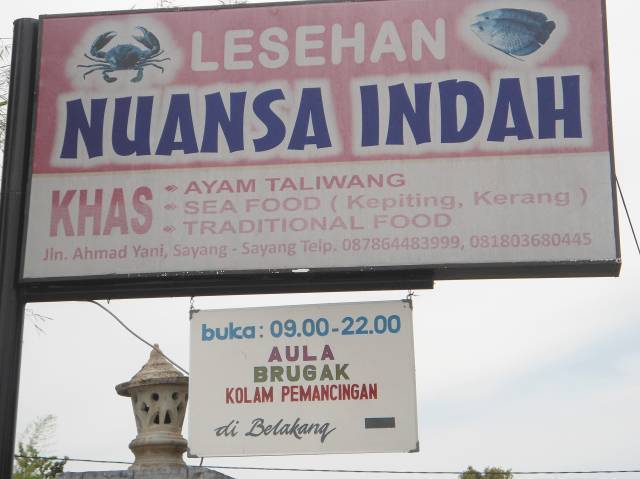 LESEHAN
NUANSA INDAH
KHAS
» AYAM TALIWANG
» SEA FOOD ( Kepiting, Kerang )
» TRADITIONAL FOOD
Jln. Ahmad Yani, Sayang - Sayang Telp. 087864483999, 081803680445
buka : 09.00-22.00
AULA
BRUGAK
KOLAM PEMANCINGAN
di Belakang